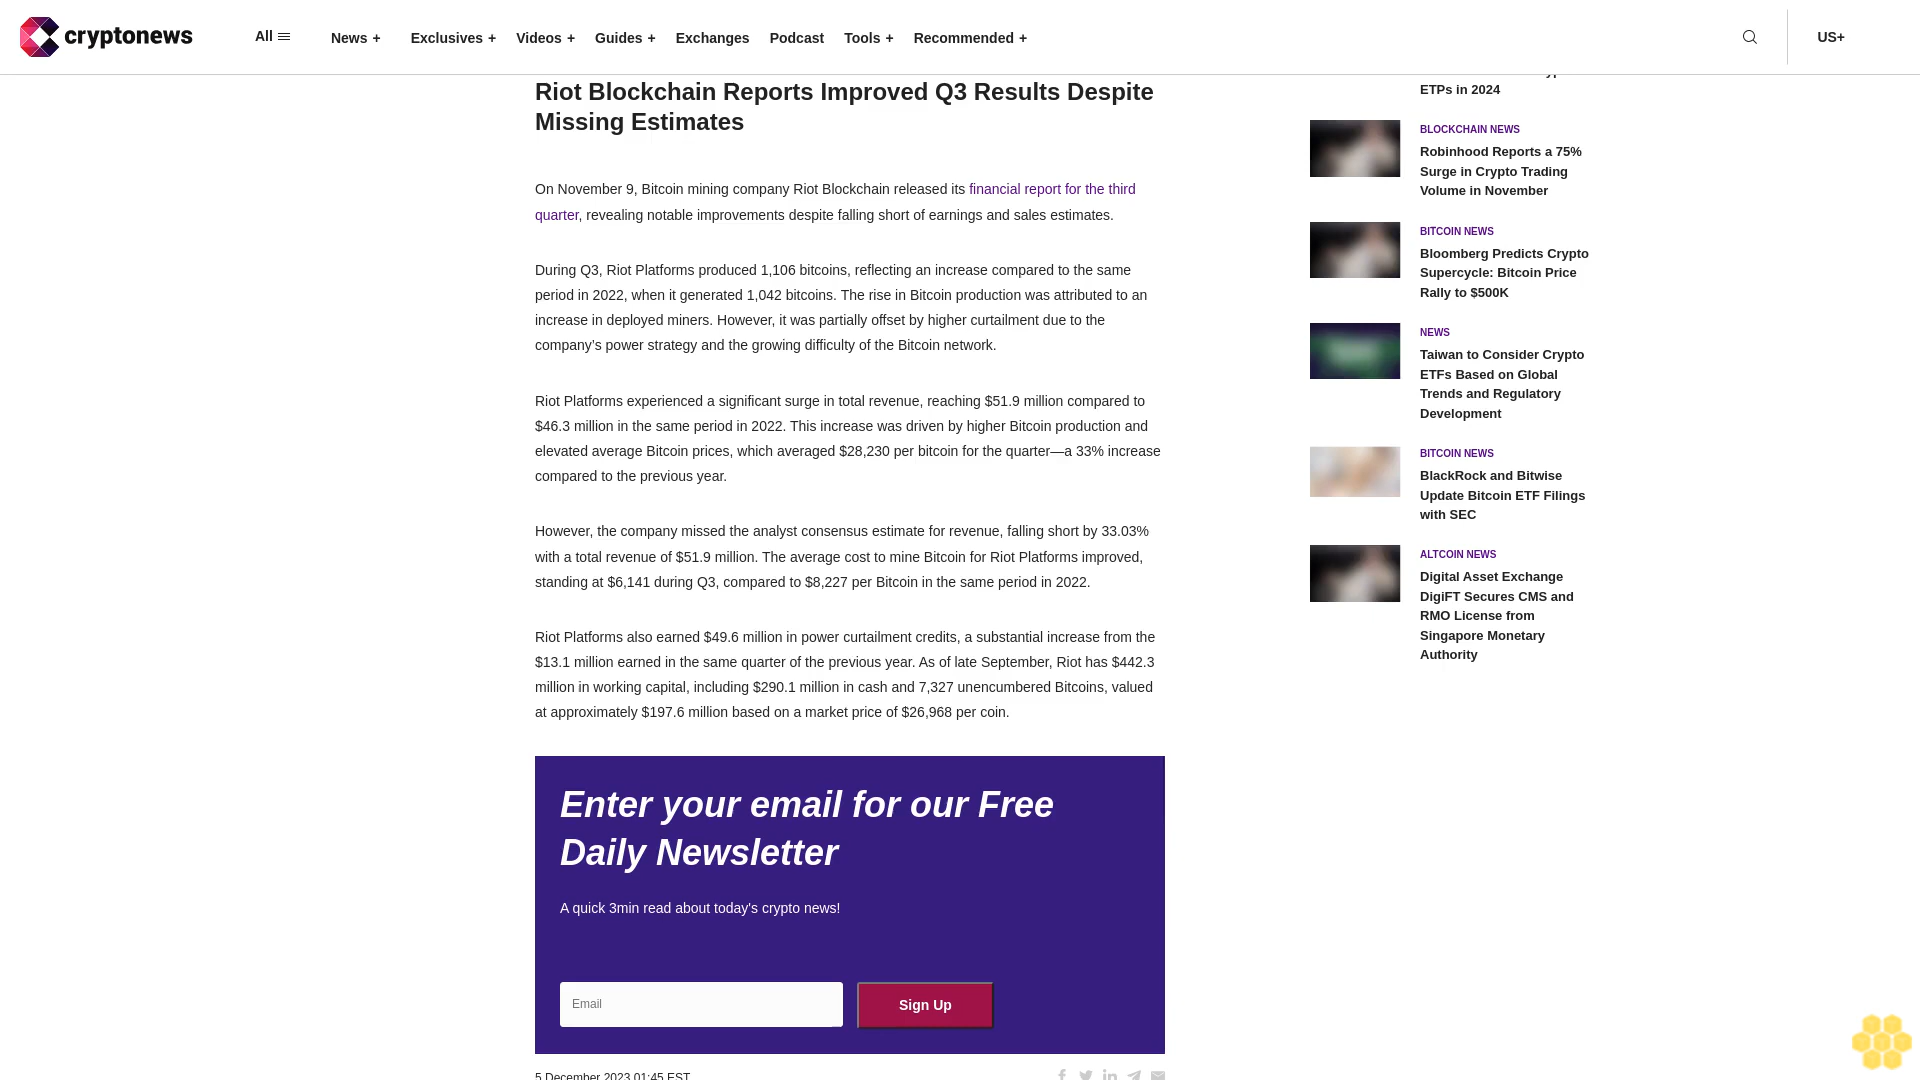 cryptonews
All
News +
Exclusives +
Videos +
Guides +
Exchanges
Podcast
Tools +
Recommended +
US+
Riot Blockchain Reports Improved Q3 Results Despite
Missing Estimates
On November 9, Bitcoin mining company Riot Blockchain released its financial report for the third
quarter, revealing notable improvements despite falling short of earnings and sales estimates.
During Q3, Riot Platforms produced 1,106 bitcoins, reflecting an increase compared to the same
period in 2022, when it generated 1,042 bitcoins. The rise in Bitcoin production was attributed to an
increase in deployed miners. However, it was partially offset by higher curtailment due to the
company’s power strategy and the growing difficulty of the Bitcoin network.
Riot Platforms experienced a significant surge in total revenue, reaching $51.9 million compared to
$46.3 million in the same period in 2022. This increase was driven by higher Bitcoin production and
elevated average Bitcoin prices, which averaged $28,230 per bitcoin for the quarter—a 33% increase
compared to the previous year.
However, the company missed the analyst consensus estimate for revenue, falling short by 33.03%
with a total revenue of $51.9 million. The average cost to mine Bitcoin for Riot Platforms improved,
standing at $6,141 during Q3, compared to $8,227 per Bitcoin in the same period in 2022.
Riot Platforms also earned $49.6 million in power curtailment credits, a substantial increase from the
$13.1 million earned in the same quarter of the previous year. As of late September, Riot has $442.3
million in working capital, including $290.1 million in cash and 7,327 unencumbered Bitcoins, valued
at approximately $197.6 million based on a market price of $26,968 per coin.
Enter your email for our Free
Daily Newsletter
A quick 3min read about today's crypto news!
Email
Sign Up
5 December 2023 01:45 EST
ETPs in 2024
BLOCKCHAIN NEWS
Robinhood Reports a 75%
Surge in Crypto Trading
Volume in November
BITCOIN NEWS
Bloomberg Predicts Crypto
Supercycle: Bitcoin Price
Rally to $500K
NEWS
Taiwan to Consider Crypto
ETFs Based on Global
Trends and Regulatory
Development
BITCOIN NEWS
BlackRock and Bitwise
Update Bitcoin ETF Filings
with SEC
ALTCOIN NEWS
Digital Asset Exchange
DigiFT Secures CMS and
RMO License from
Singapore Monetary
Authority